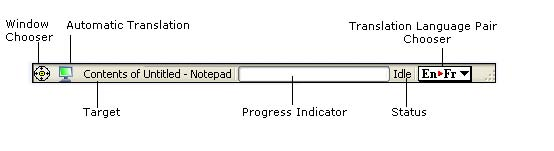 Window
Chooser
Automatic Translation
Translation Language Pair
Chooser
Contents of Untitled - Notepad
Idle
En▸Fr
Target
Progress Indicator
Status